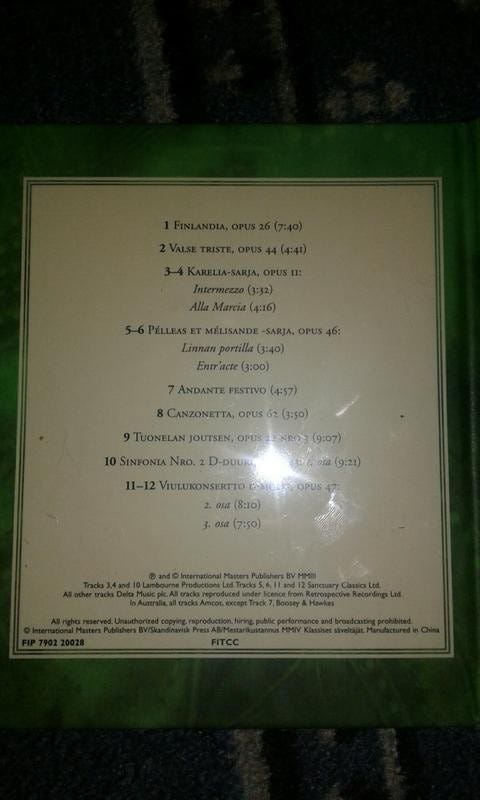 1 FINLANDIA, OPUS 26 (7:40)
2 VALSE TRISTE, OPUS 44 (4:41)
3–4 KARELIA-SARJA, OPUS 11:
Intermezzo (3:32)
Alla Marcia (4:16)
5–6 PÉLLEAS ET MÉLISANDE -SARJA, OPUS 46:
Linnan portilla (3:40)
Entr'acte (3:00)
7 ANDANTE FESTIVO (4:57)
8 CANZONETTA, OPUS 62 (3:50)
9 TUONELAN JOUTSEN, OPUS 22 NRO 3 (9:07)
10 SINFONIA NRO. 2 D-DUURI, osa (9:21)
11–12 VIULUKONSERTTO D-MOLLI, OPUS 47:
2. osa (8:10)
3. osa (7:50)
℗ and © International Masters Publishers BV MMIII
Tracks 3,4 and 10 Lambourne Productions Ltd. Tracks 5, 6, 11 and 12 Sanctuary Classics Ltd.
All other tracks Delta Music plc. All tracks reproduced under licence from Retrospective Recordings Ltd.
In Australia, all tracks Amcot, except Track 7, Boosey & Hawkes
All rights reserved. Unauthorized copying, reproduction, hiring, public performance and broadcasting prohibited.
© International Masters Publishers BV/Skandinavisk Press AB/Mestarikustannus MMIV Klassiset säveltäjät. Manufactured in China
FIP 7902 20028 FITCC